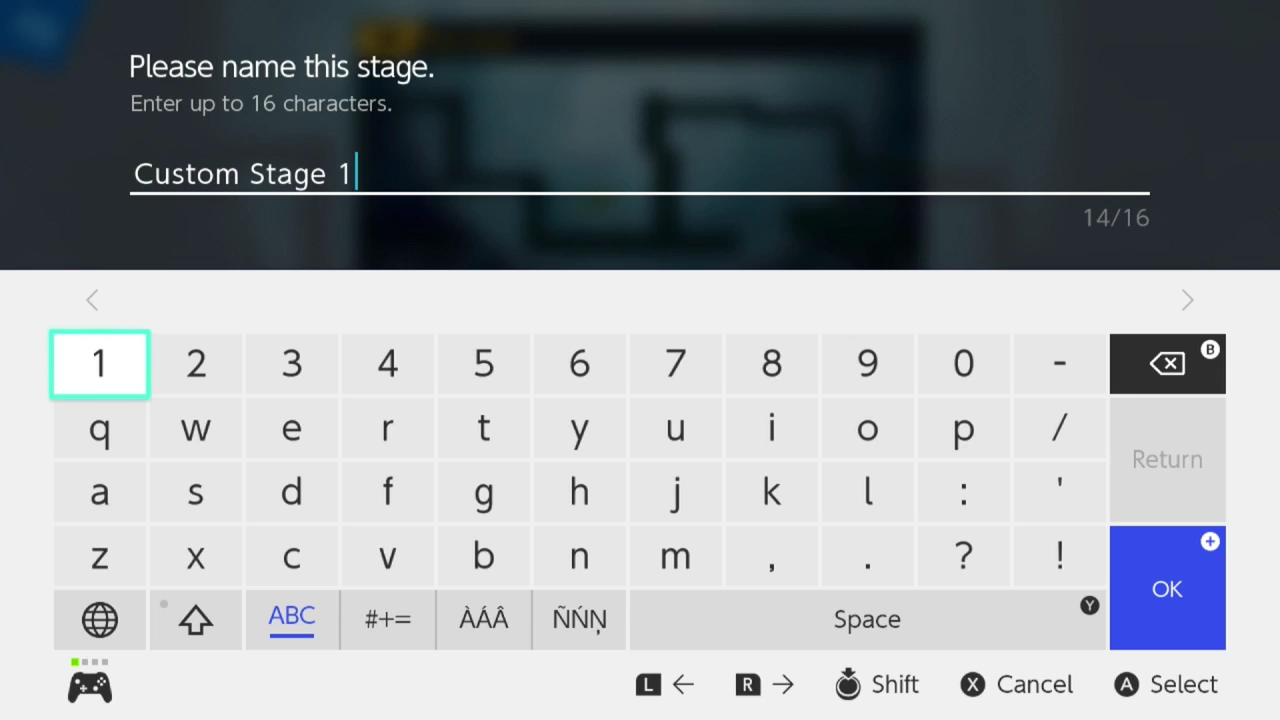 Please name this stage.
Enter up to 16 characters.
Custom Stage 1
14/16
1 2 3 4 5 6 7 8 9 0 - B
q w e r t y u i o p /
Return
a s d f g h j k l : '
z x c v b n m , . ? ! +
OK
ABC #+= ÀÁÂ ÑŃŅ Space Y
L ← R → Shift X Cancel A Select